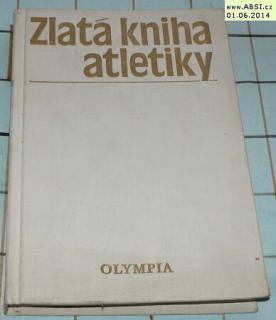 www.ABSI.cz
01.06.2014
Zlatá kniha
atletiky
OLYMPIA